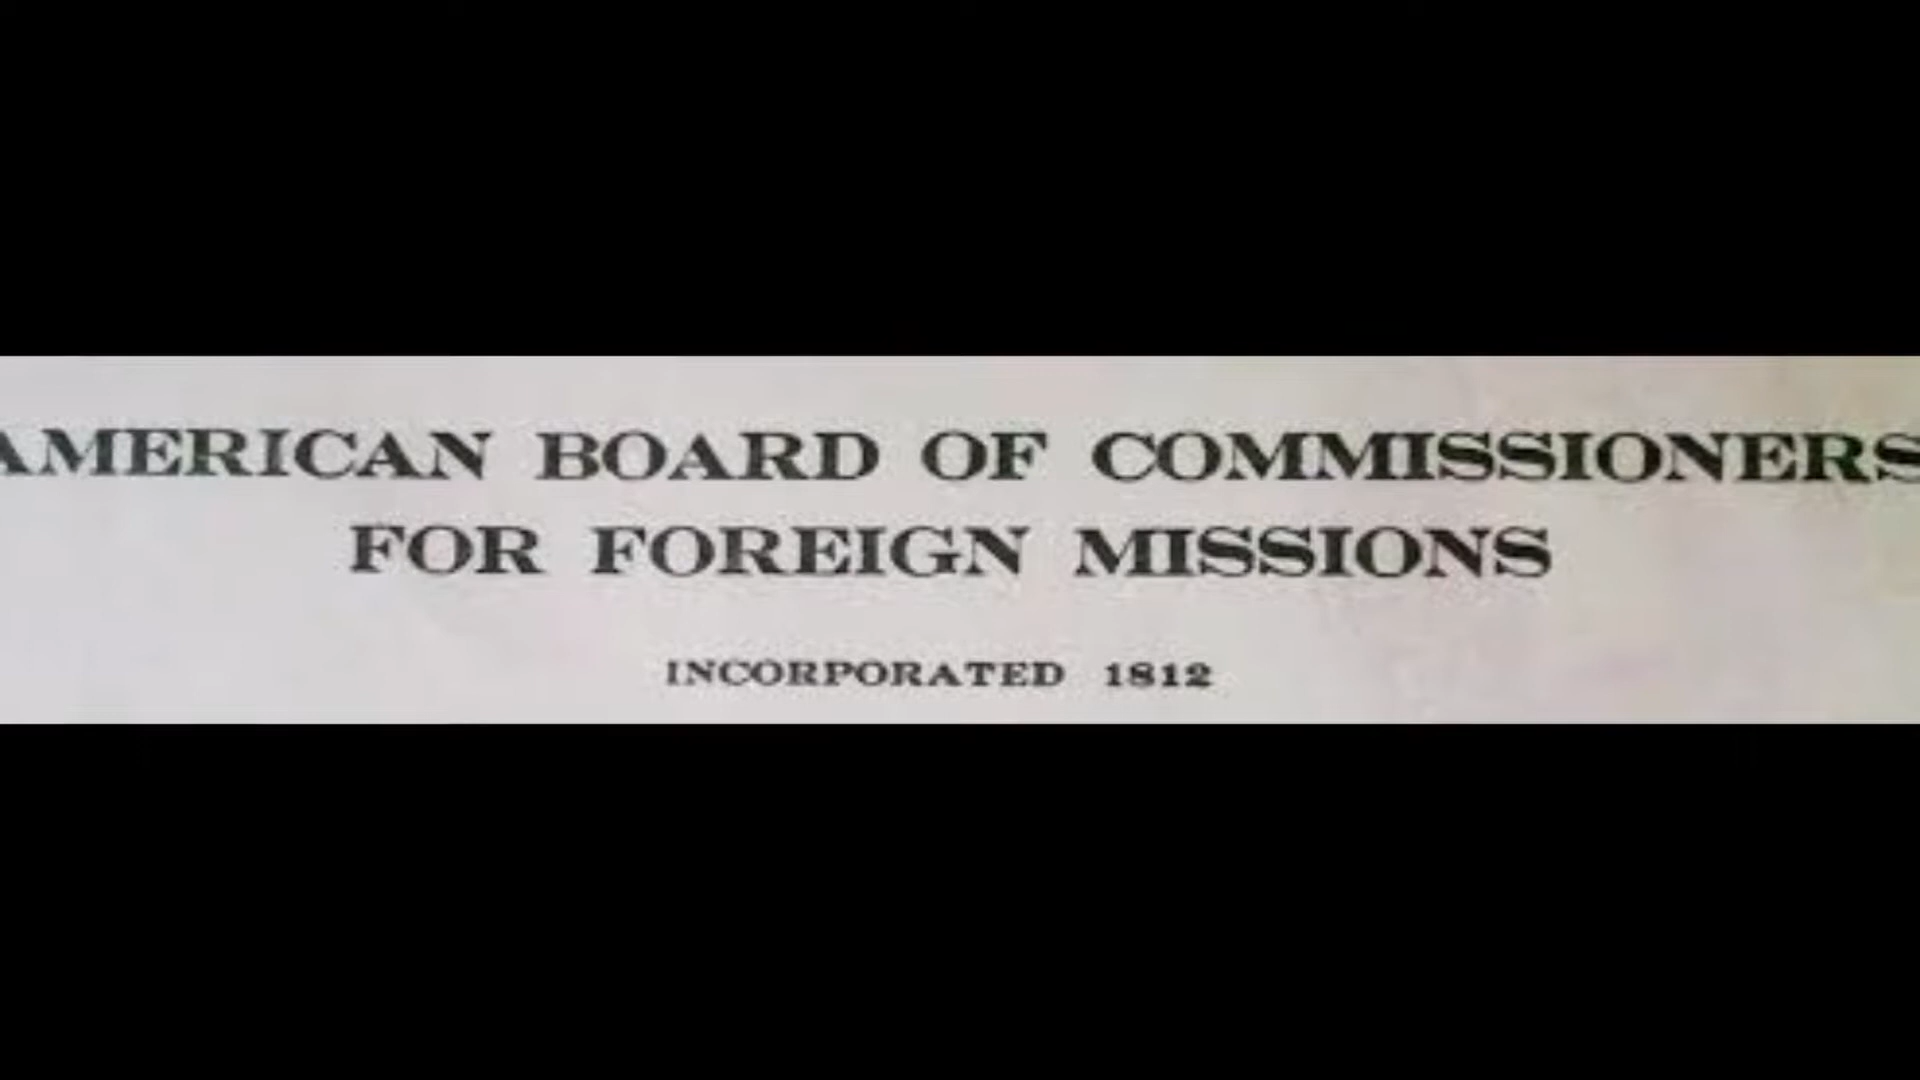 AMERICAN BOARD OF COMMISSIONERS
FOR FOREIGN MISSIONS
INCORPORATED 1812